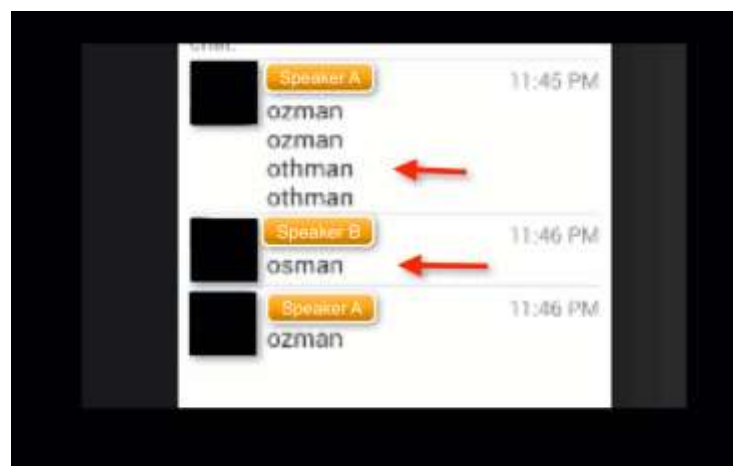 chat.
Speaker A 11:45 PM
ozman
ozman
othman
othman
Speaker B 11:46 PM
osman
Speaker A 11:46 PM
ozman